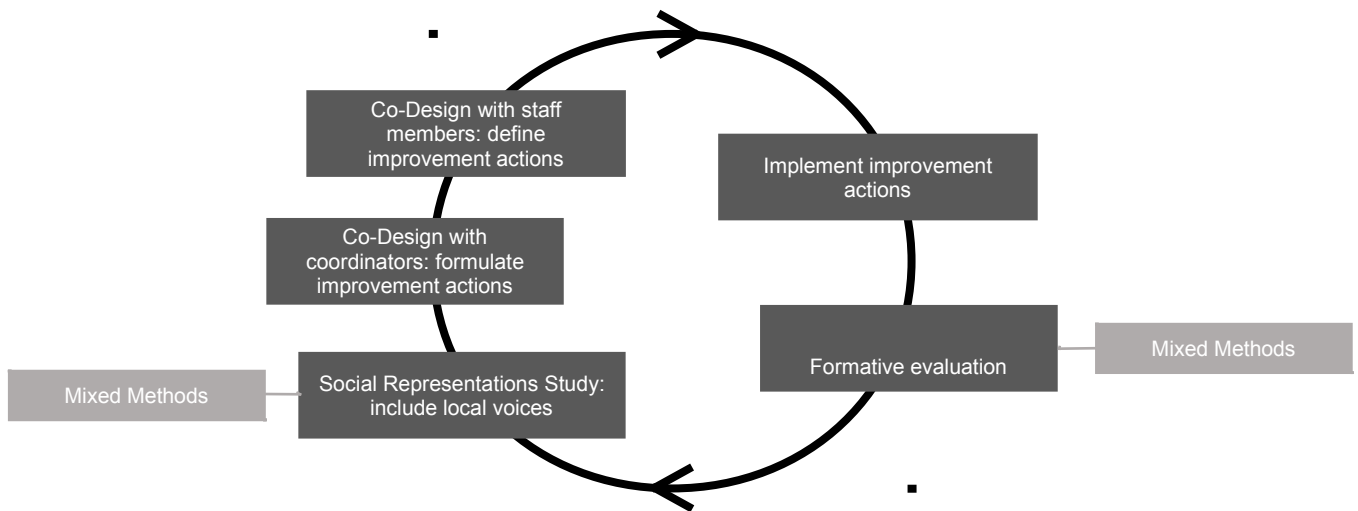 Co-Design with staff
members: define
improvement actions
Implement improvement
actions
Co-Design with
coordinators: formulate
improvement actions
Formative evaluation
Mixed Methods
Social Representations Study:
include local voices
Mixed Methods